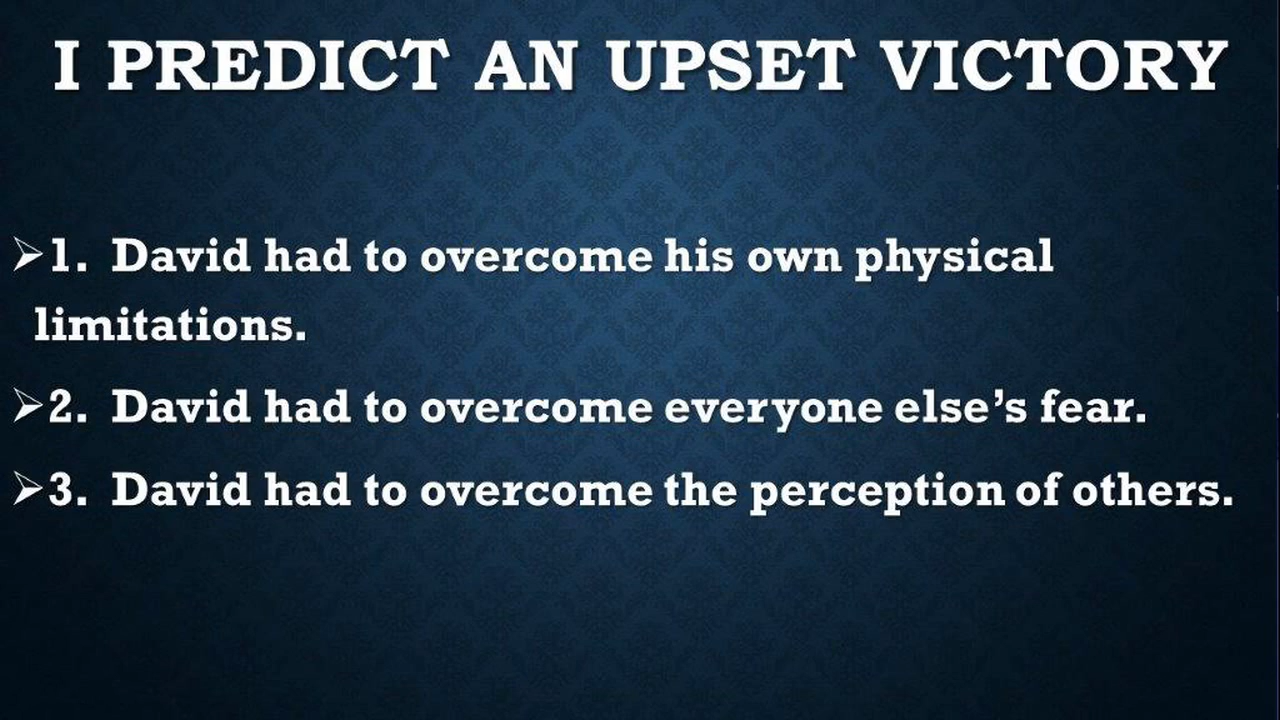 I PREDICT AN UPSET VICTORY
➢1. David had to overcome his own physical
limitations.
➢2. David had to overcome everyone else’s fear.
➢3. David had to overcome the perception of others.